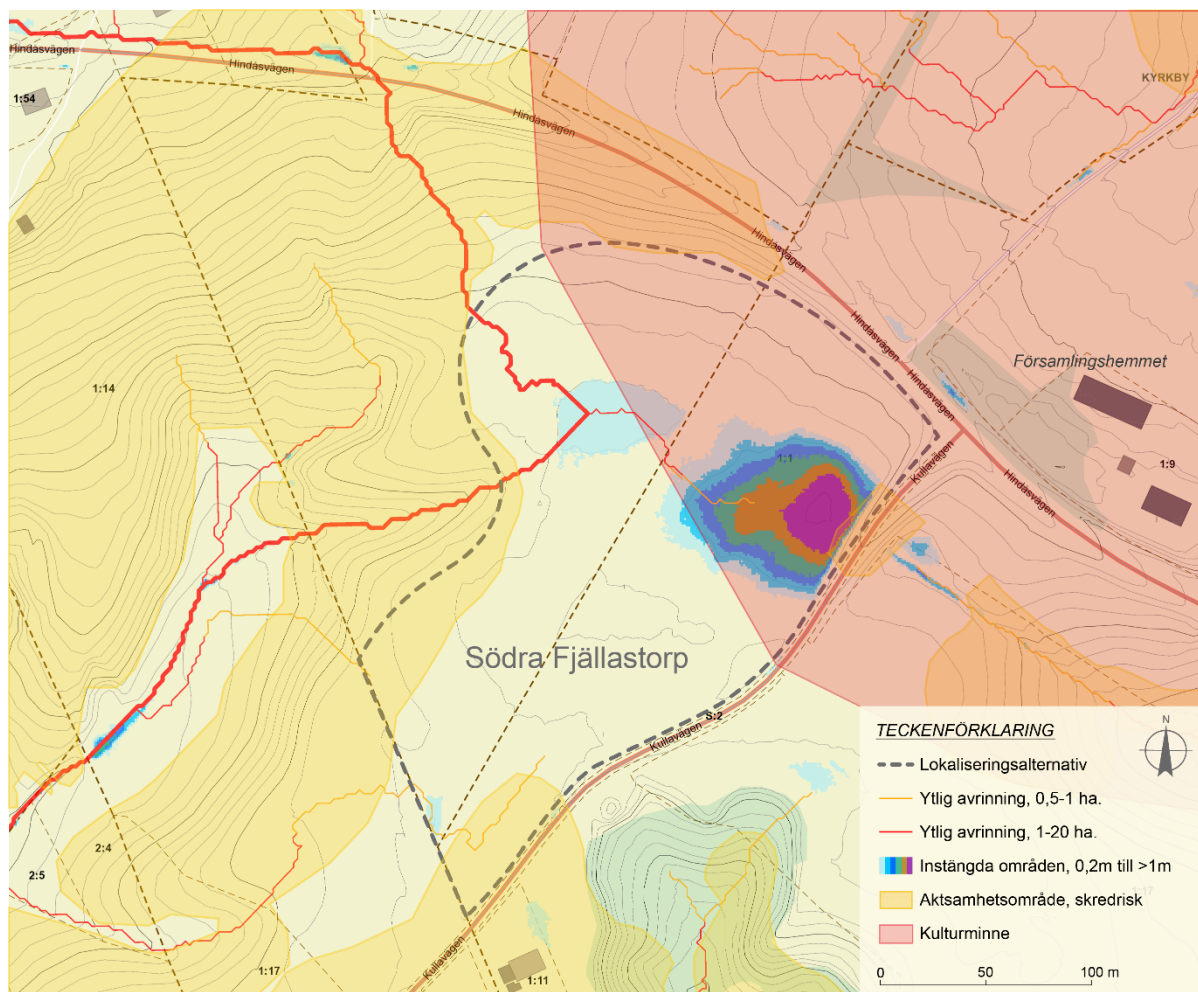 Hindåsvägen
Hindåsvägen
1:54
KYRKBY
Hindåsvägen
Hindåsvägen
Hindåsvägen
Församlingshemmet
Hindåsvägen
1:14
1:1
Kullavägen
1:9
Hindåsvägen
Södra Fjällastorp
S:2
Kullavägen
2:4
2:5
1:17
1:11
Kullavägen
1:17
TECKENFÖRKLARING
N
Lokaliseringsalternativ
Ytlig avrinning, 0,5-1 ha.
Ytlig avrinning, 1-20 ha.
Instängda områden, 0,2m till >1m
Aktsamhetsområde, skredrisk
Kulturminne
0 50 100 m